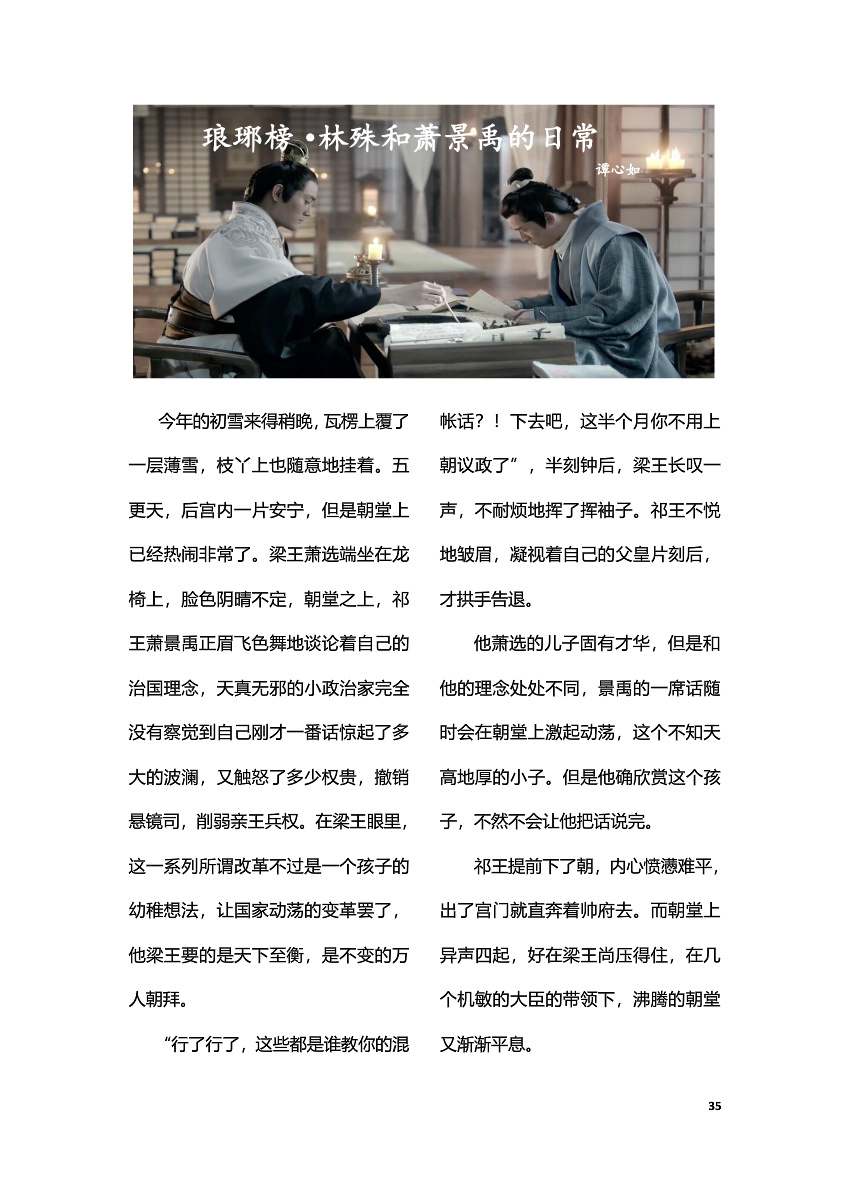 琅琊榜·林殊和萧景禹的日常
谭心如
今年的初雪来得稍晚，瓦楞上覆了
一层薄雪，枝丫上也随意地挂着。五
更天，后宫内一片安宁，但是朝堂上
已经热闹非常了。梁王萧选端坐在龙
椅上，脸色阴晴不定，朝堂之上，祁
王萧景禹正眉飞色舞地谈论着自己的
治国理念，天真无邪的小政治家完全
没有察觉到自己刚才一番话惊起了多
大的波澜，又触怒了多少权贵，撤销
悬镜司，削弱亲王兵权。在梁王眼里，
这一系列所谓改革不过是一个孩子的
幼稚想法，让国家动荡的变革罢了，
他梁王要的是天下至衡，是不变的万
人朝拜。
“行了行了，这些都是谁教你的混
帐话？！下去吧，这半个月你不用上
朝议政了”，半刻钟后，梁王长叹一
声，不耐烦地挥了挥袖子。祁王不悦
地皱眉，凝视着自己的父皇片刻后，
才拱手告退。
他萧选的儿子固有才华，但是和
他的理念处处不同，景禹的一席话随
时会在朝堂上激起动荡，这个不知天
高地厚的小子。但是他确欣赏这个孩
子，不然不会让他把话说完。
祁王提前下了朝，内心愤懑难平，
出了宫门就直奔着帅府去。而朝堂上
异声四起，好在梁王尚压得住，在几
个机敏的大臣的带领下，沸腾的朝堂
又渐渐平息。
35